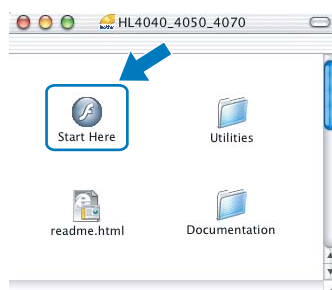 HL4040_4050_4070
Start Here
Utilities
readme.html
Documentation